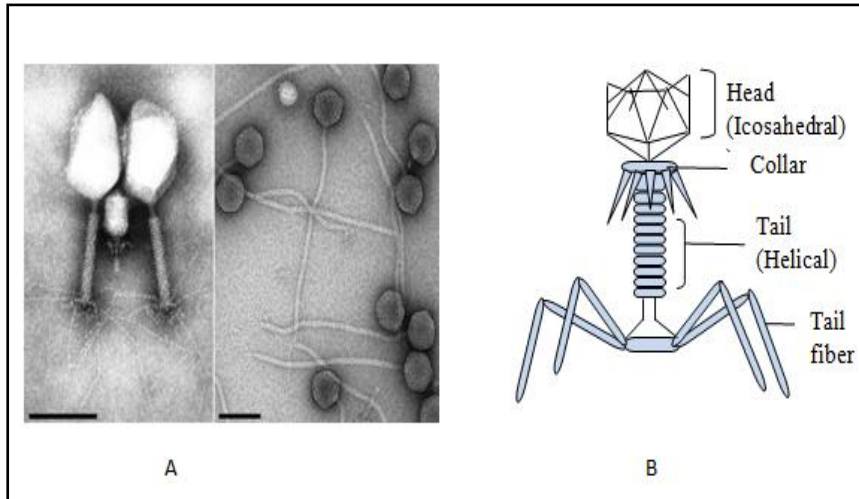 Head
(Icosahedral)
Collar
Tail
(Helical)
Tail
fiber
A
B